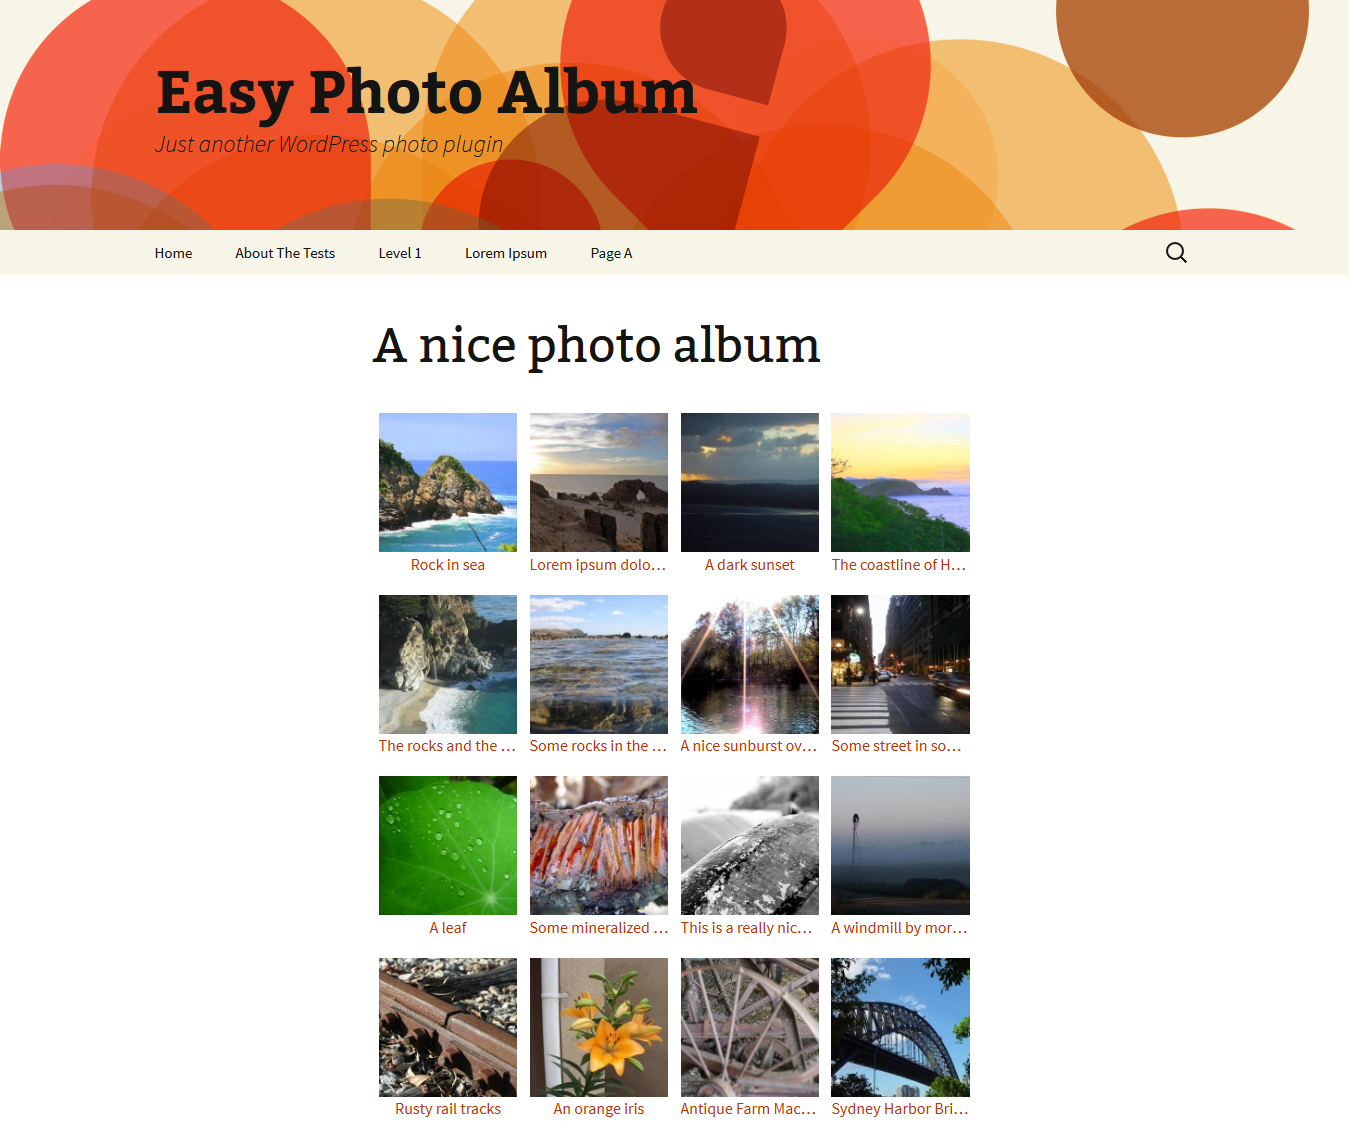 Easy Photo Album
Just another WordPress photo plugin
Home About The Tests Level 1 Lorem Ipsum Page A
A nice photo album
Rock in sea Lorem ipsum dolo... A dark sunset The coastline of H...
The rocks and the ... Some rocks in the ... A nice sunburst ov... Some street in so...
A leaf Some mineralized ... This is a really nic... A windmill by mor...
Rusty rail tracks An orange iris Antique Farm Mac... Sydney Harbor Bri...